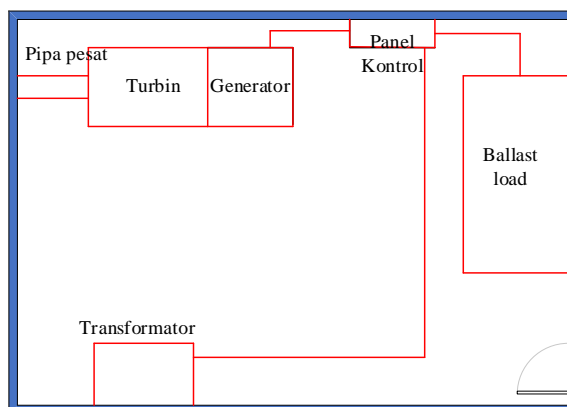 Pipa pesat
Turbin
Generator
Panel
Kontrol
Ballast
load
Transformator